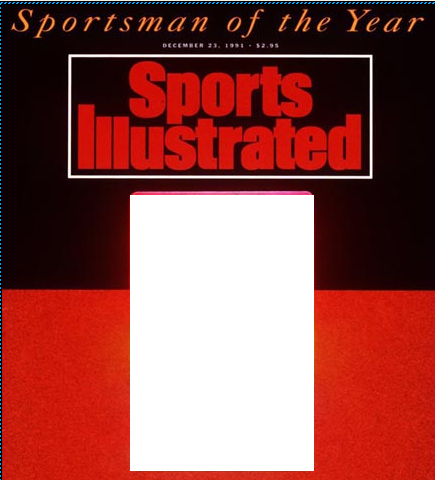 Sportsman of the Year
DECEMBER 23, 1991 • $2.95
Sports
Illustrated